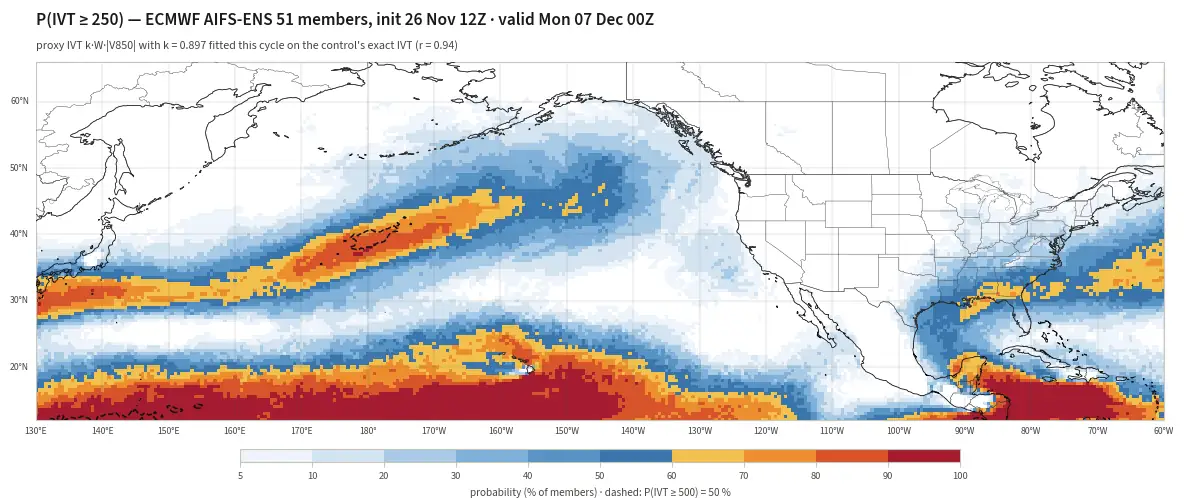 P(IVT ≥ 250) — ECMWF AIFS-ENS 51 members, init 26 Nov 12Z · valid Mon 07 Dec 00Z
proxy IVT k·W·|V850| with k = 0.897 fitted this cycle on the control's exact IVT (r = 0.94)
60°N
50°N
40°N
30°N
20°N
130°E 140°E 150°E 160°E 170°E 180° 170°W 160°W 150°W 140°W 130°W 120°W 110°W 100°W 90°W 80°W 70°W 60°W
5 10 20 30 40 50 60 70 80 90 100
probability (% of members) · dashed: P(IVT ≥ 500) = 50 %